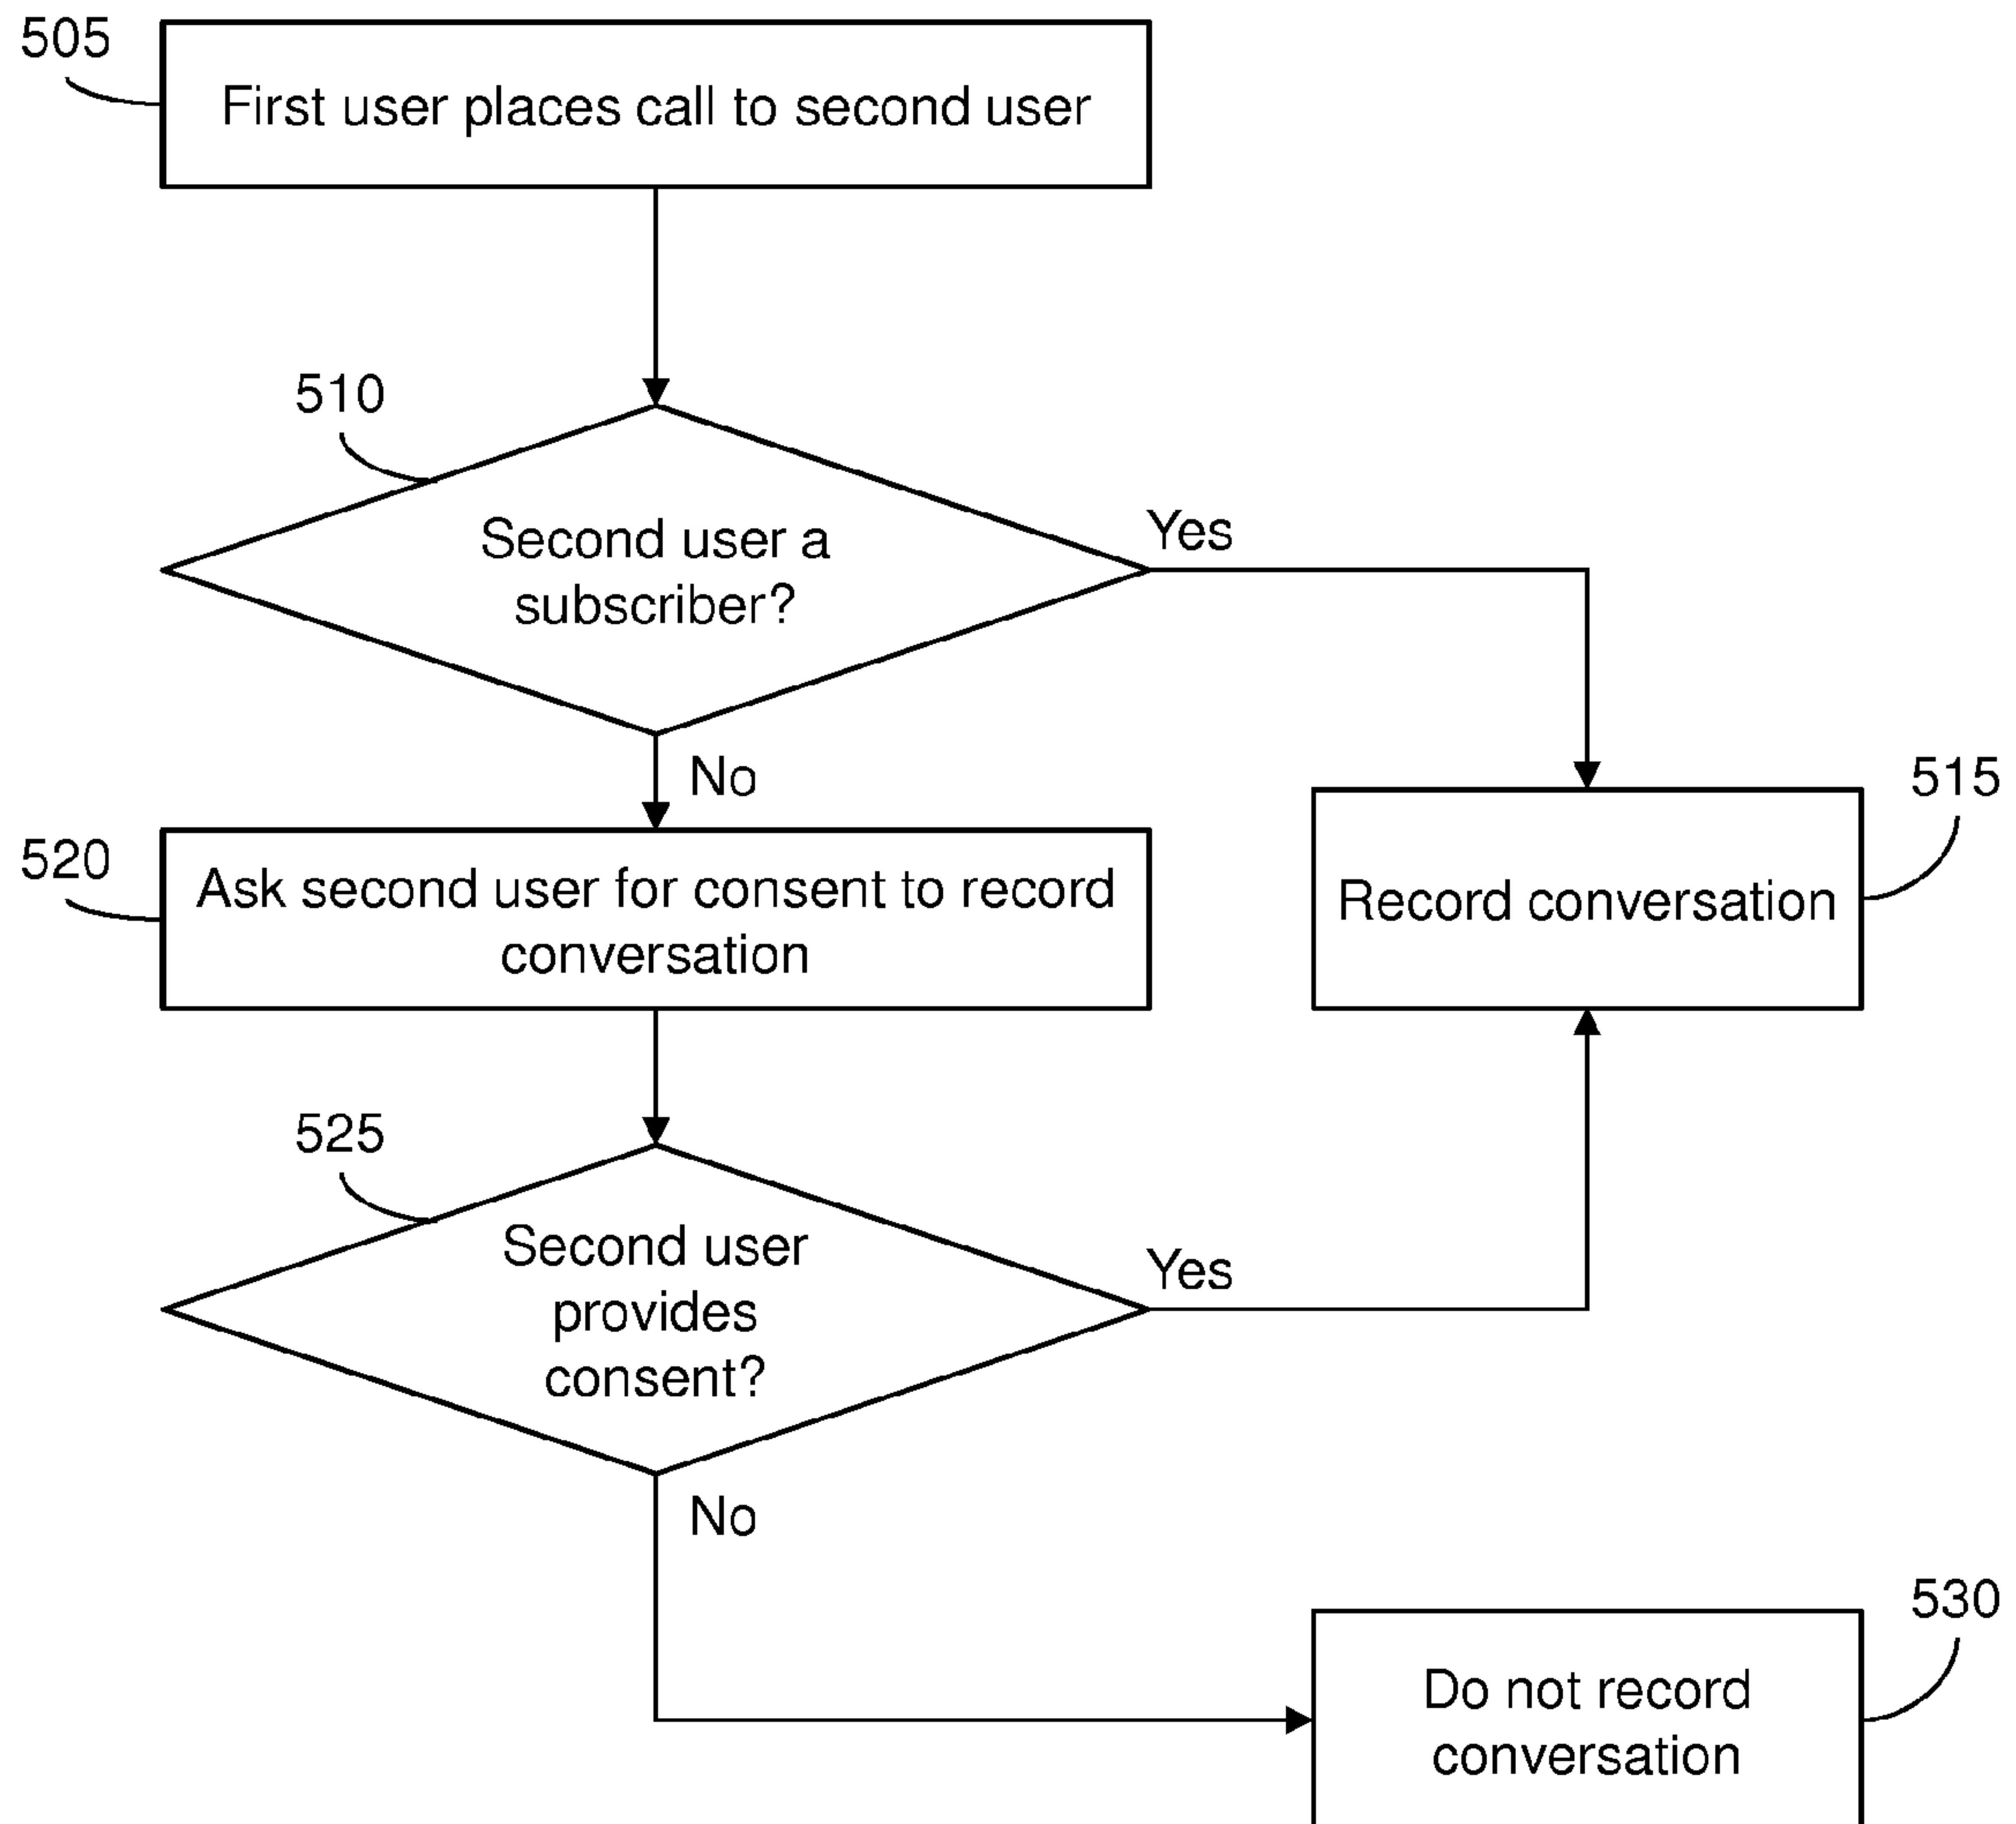 505
First user places call to second user
510
Second user a
subscriber?
Yes
No
515
Record conversation
520
Ask second user for consent to record
conversation
525
Second user
provides
consent?
Yes
No
530
Do not record
conversation